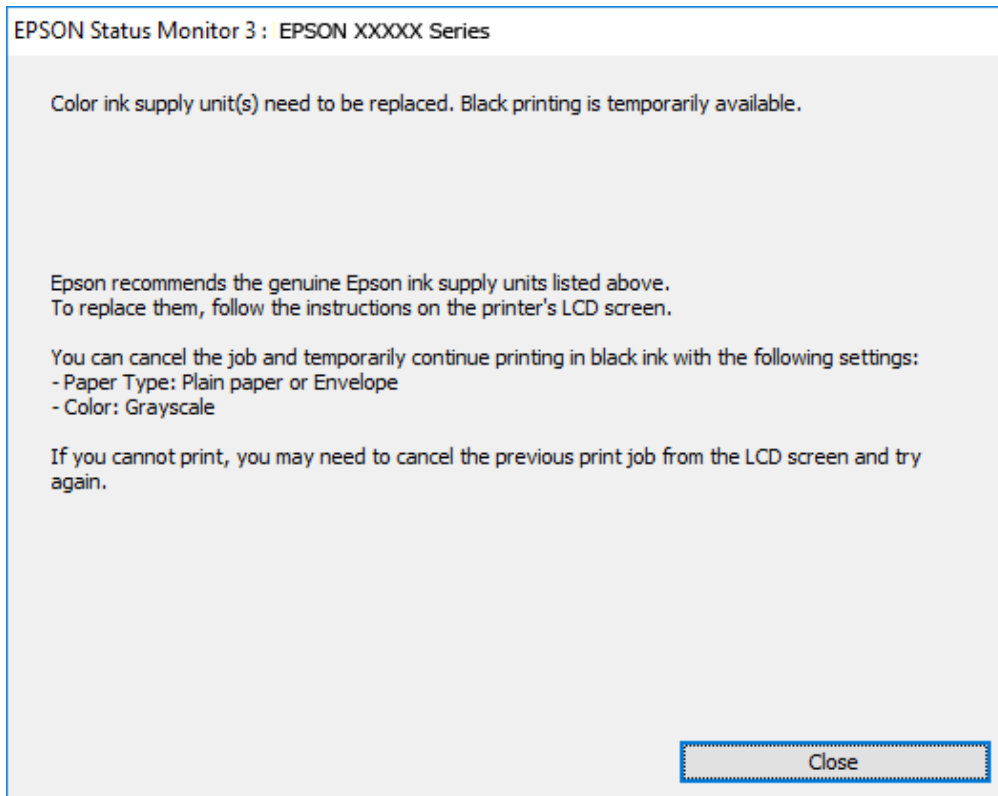 EPSON Status Monitor 3 : EPSON XXXXX Series
Color ink supply unit(s) need to be replaced. Black printing is temporarily available.
Epson recommends the genuine Epson ink supply units listed above.
To replace them, follow the instructions on the printer's LCD screen.
You can cancel the job and temporarily continue printing in black ink with the following settings:
- Paper Type: Plain paper or Envelope
- Color: Grayscale
If you cannot print, you may need to cancel the previous print job from the LCD screen and try
again.
Close